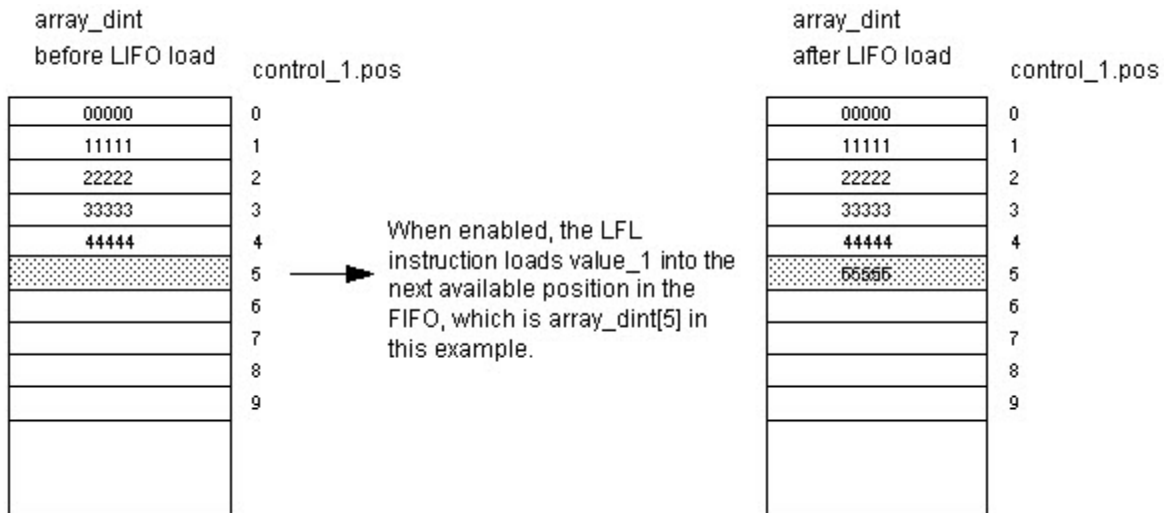 array_dint
before LIFO load
control_1.pos
00000 0
11111 1
22222 2
33333 3
44444 4
5
6
7
8
9
When enabled, the LFL
instruction loads value_1 into the
next available position in the
FIFO, which is array_dint[5] in
this example.
array_dint
after LIFO load
control_1.pos
00000 0
11111 1
22222 2
33333 3
44444 4
55555 5
6
7
8
9